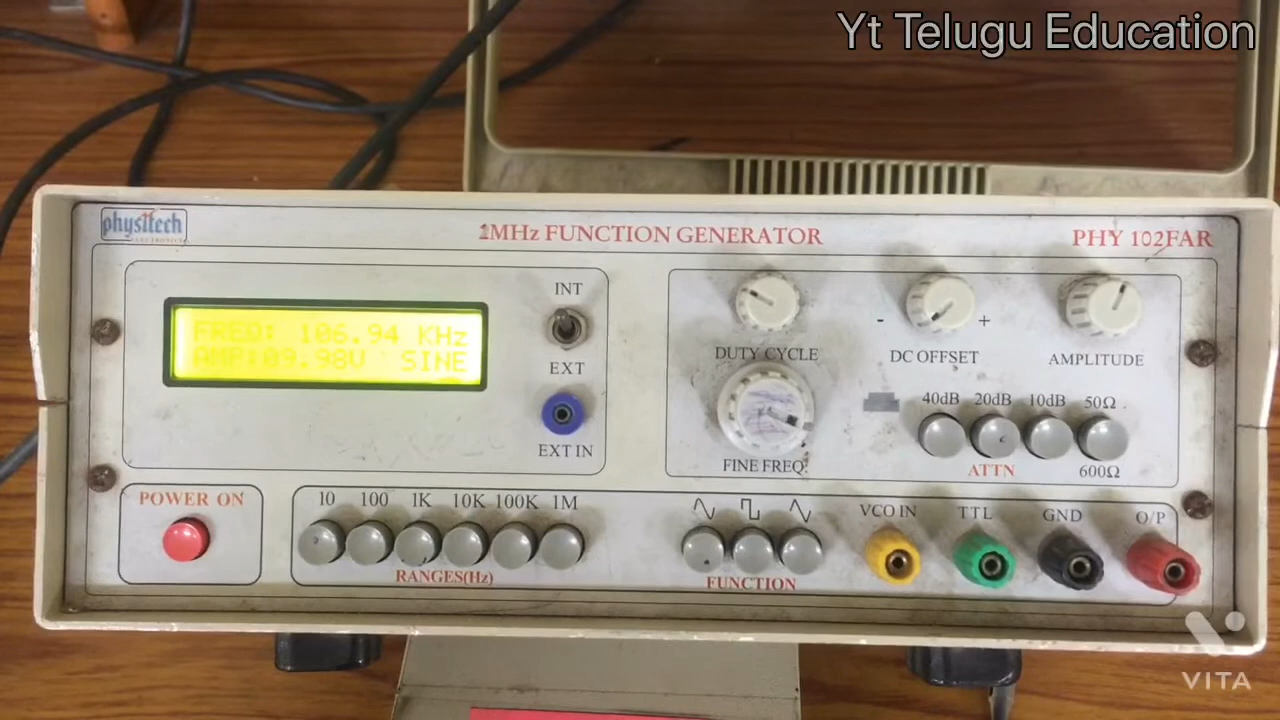 Yt Telugu Education
physitech
ELECTRONICS
1MHz FUNCTION GENERATOR
PHY 102FAR
FREQ: 106.94 KHz
AMP:09.98V SINE
INT
EXT
EXT IN
DUTY CYCLE
- DC OFFSET +
AMPLITUDE
FINE FREQ.
40dB 20dB 10dB 50Ω
ATTN
600Ω
POWER ON
10 100 1K 10K 100K 1M
RANGES(Hz)
FUNCTION
VCO IN TTL GND O/P
VITA